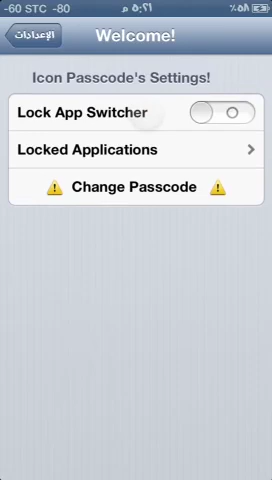 -60 STC -80 ٥:٢١ م ٪٥٨
الإعدادات Welcome!
Icon Passcode's Settings!
Lock App Switcher
Locked Applications
Change Passcode